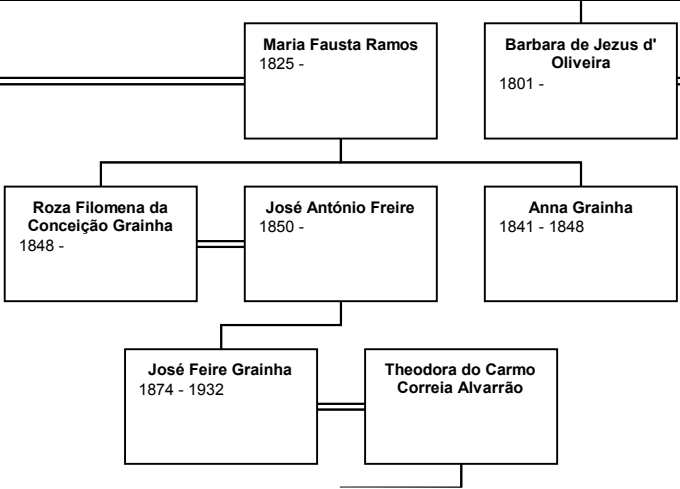 Maria Fausta Ramos
1825 -
Barbara de Jezus d'
Oliveira
1801 -
Roza Filomena da
Conceição Grainha
1848 -
José António Freire
1850 -
Anna Grainha
1841 - 1848
José Feire Grainha
1874 - 1932
Theodora do Carmo
Correia Alvarrão